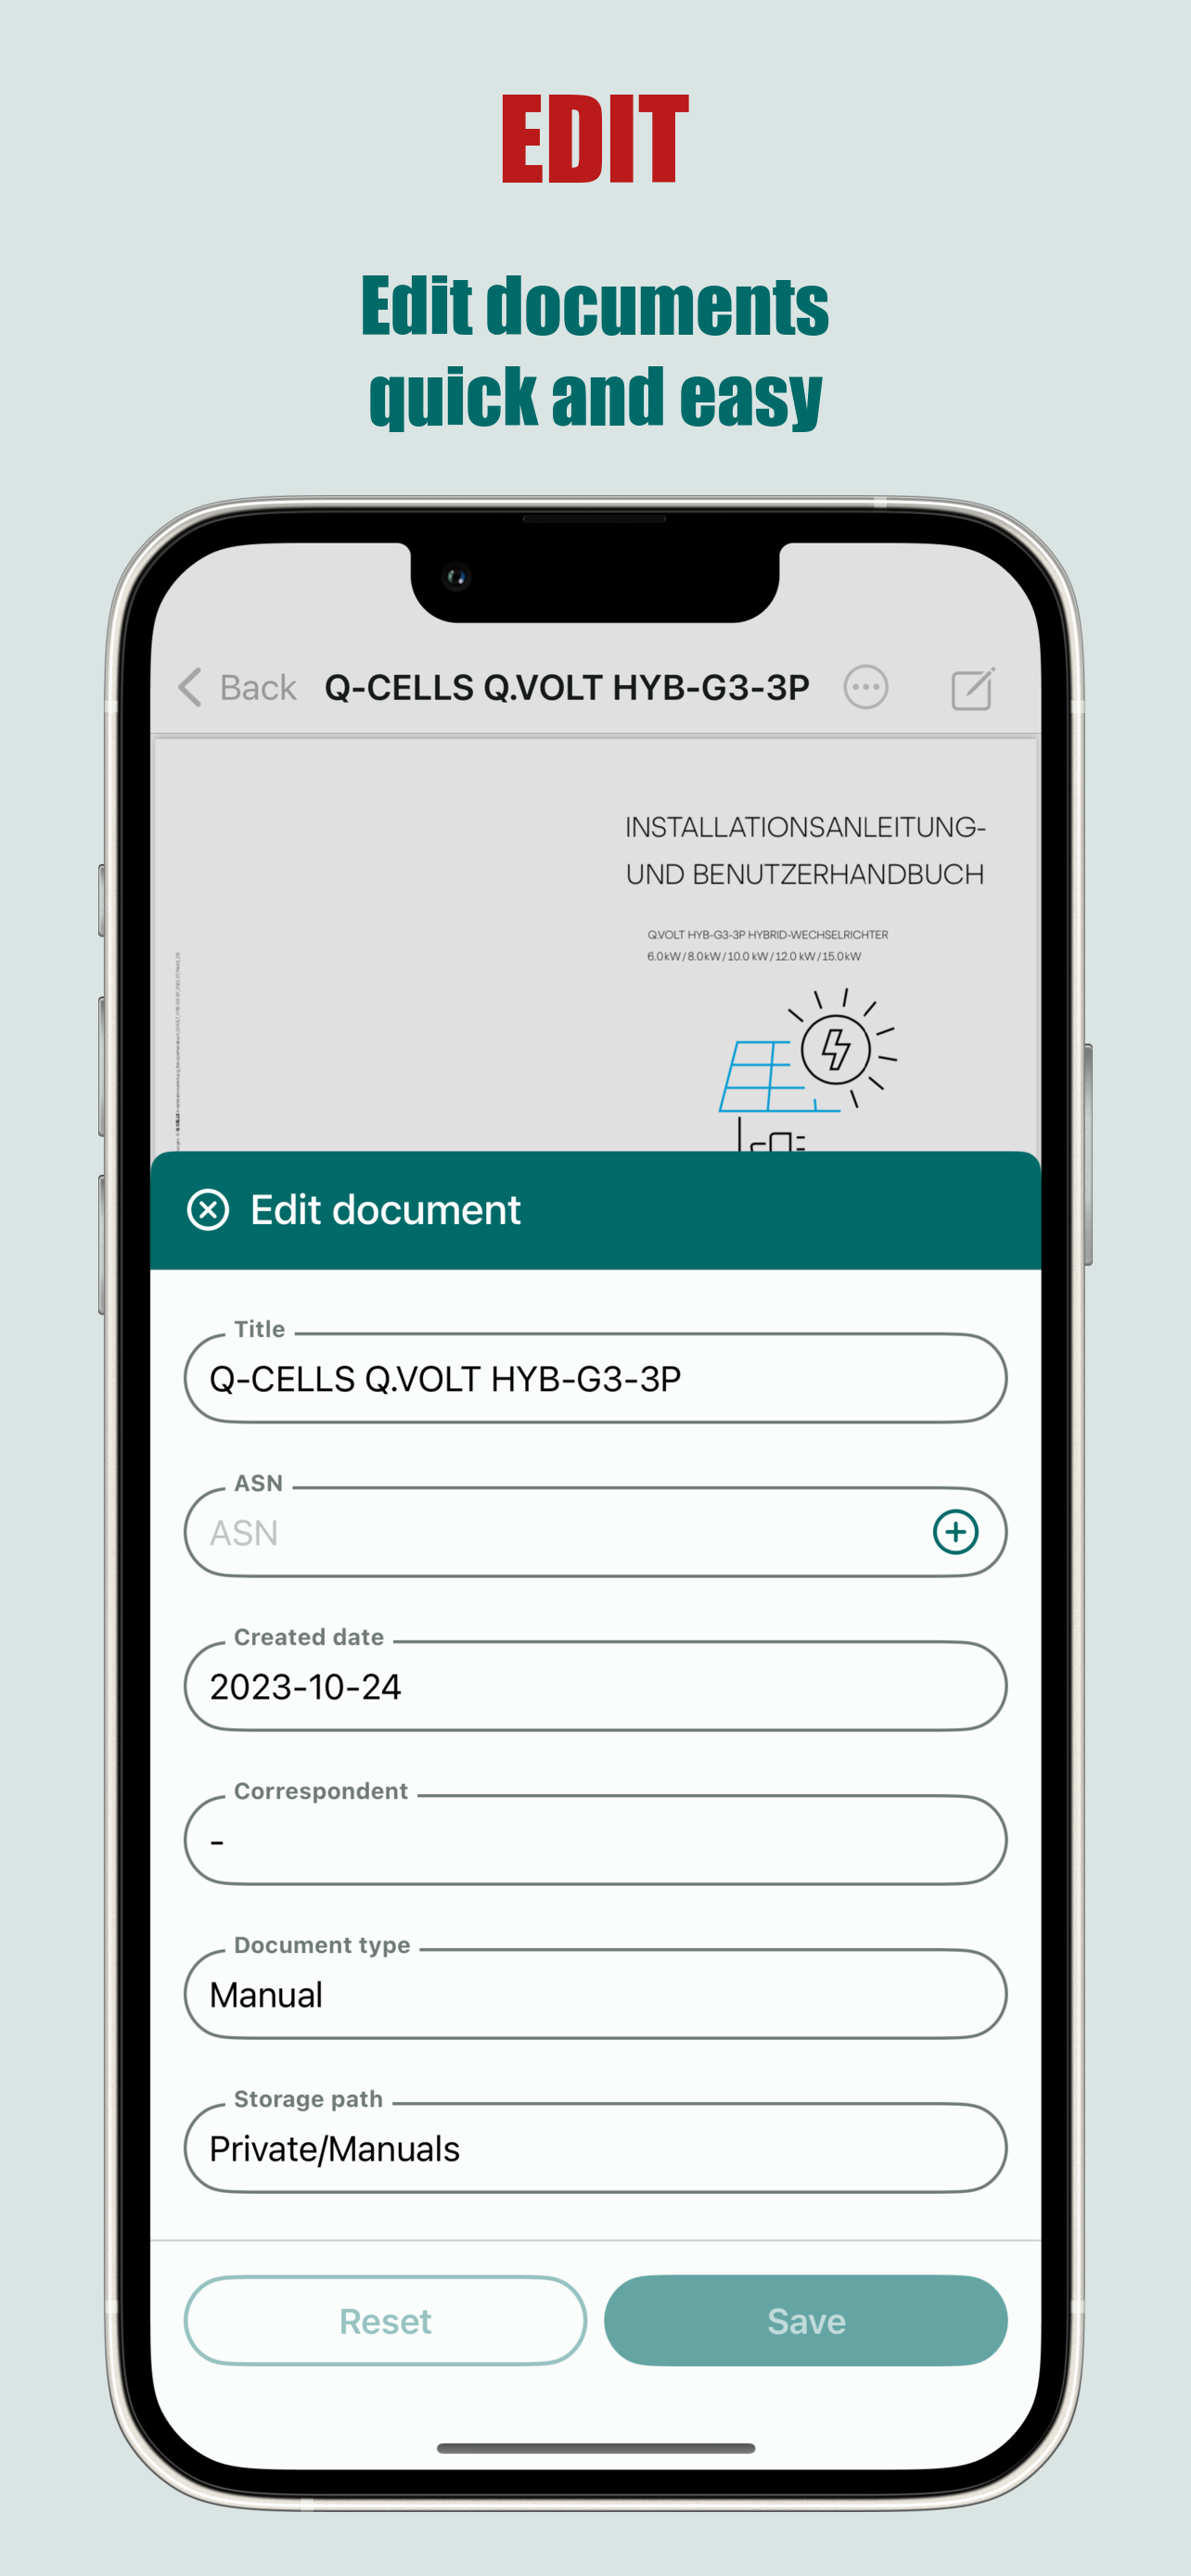 EDIT
Edit documents
quick and easy
Back
Q-CELLS Q.VOLT HYB-G3-3P
INSTALLATIONSANLEITUNG-
UND BENUTZERHANDBUCH
Q.VOLT HYB-G3-3P HYBRID-WECHSELRICHTER
6.0 kW / 8.0 kW / 10.0 kW / 12.0 kW / 15.0 kW
Edit document
Title
Q-CELLS Q.VOLT HYB-G3-3P
ASN
ASN
Created date
2023-10-24
Correspondent
-
Document type
Manual
Storage path
Private/Manuals
Reset
Save